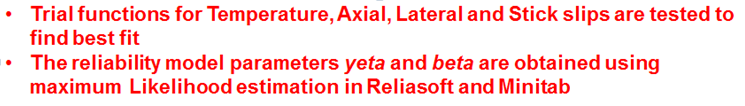 • Trial functions for Temperature, Axial, Lateral and Stick slips are tested to
find best fit
• The reliability model parameters yeta and beta are obtained using
maximum Likelihood estimation in Reliasoft and Minitab